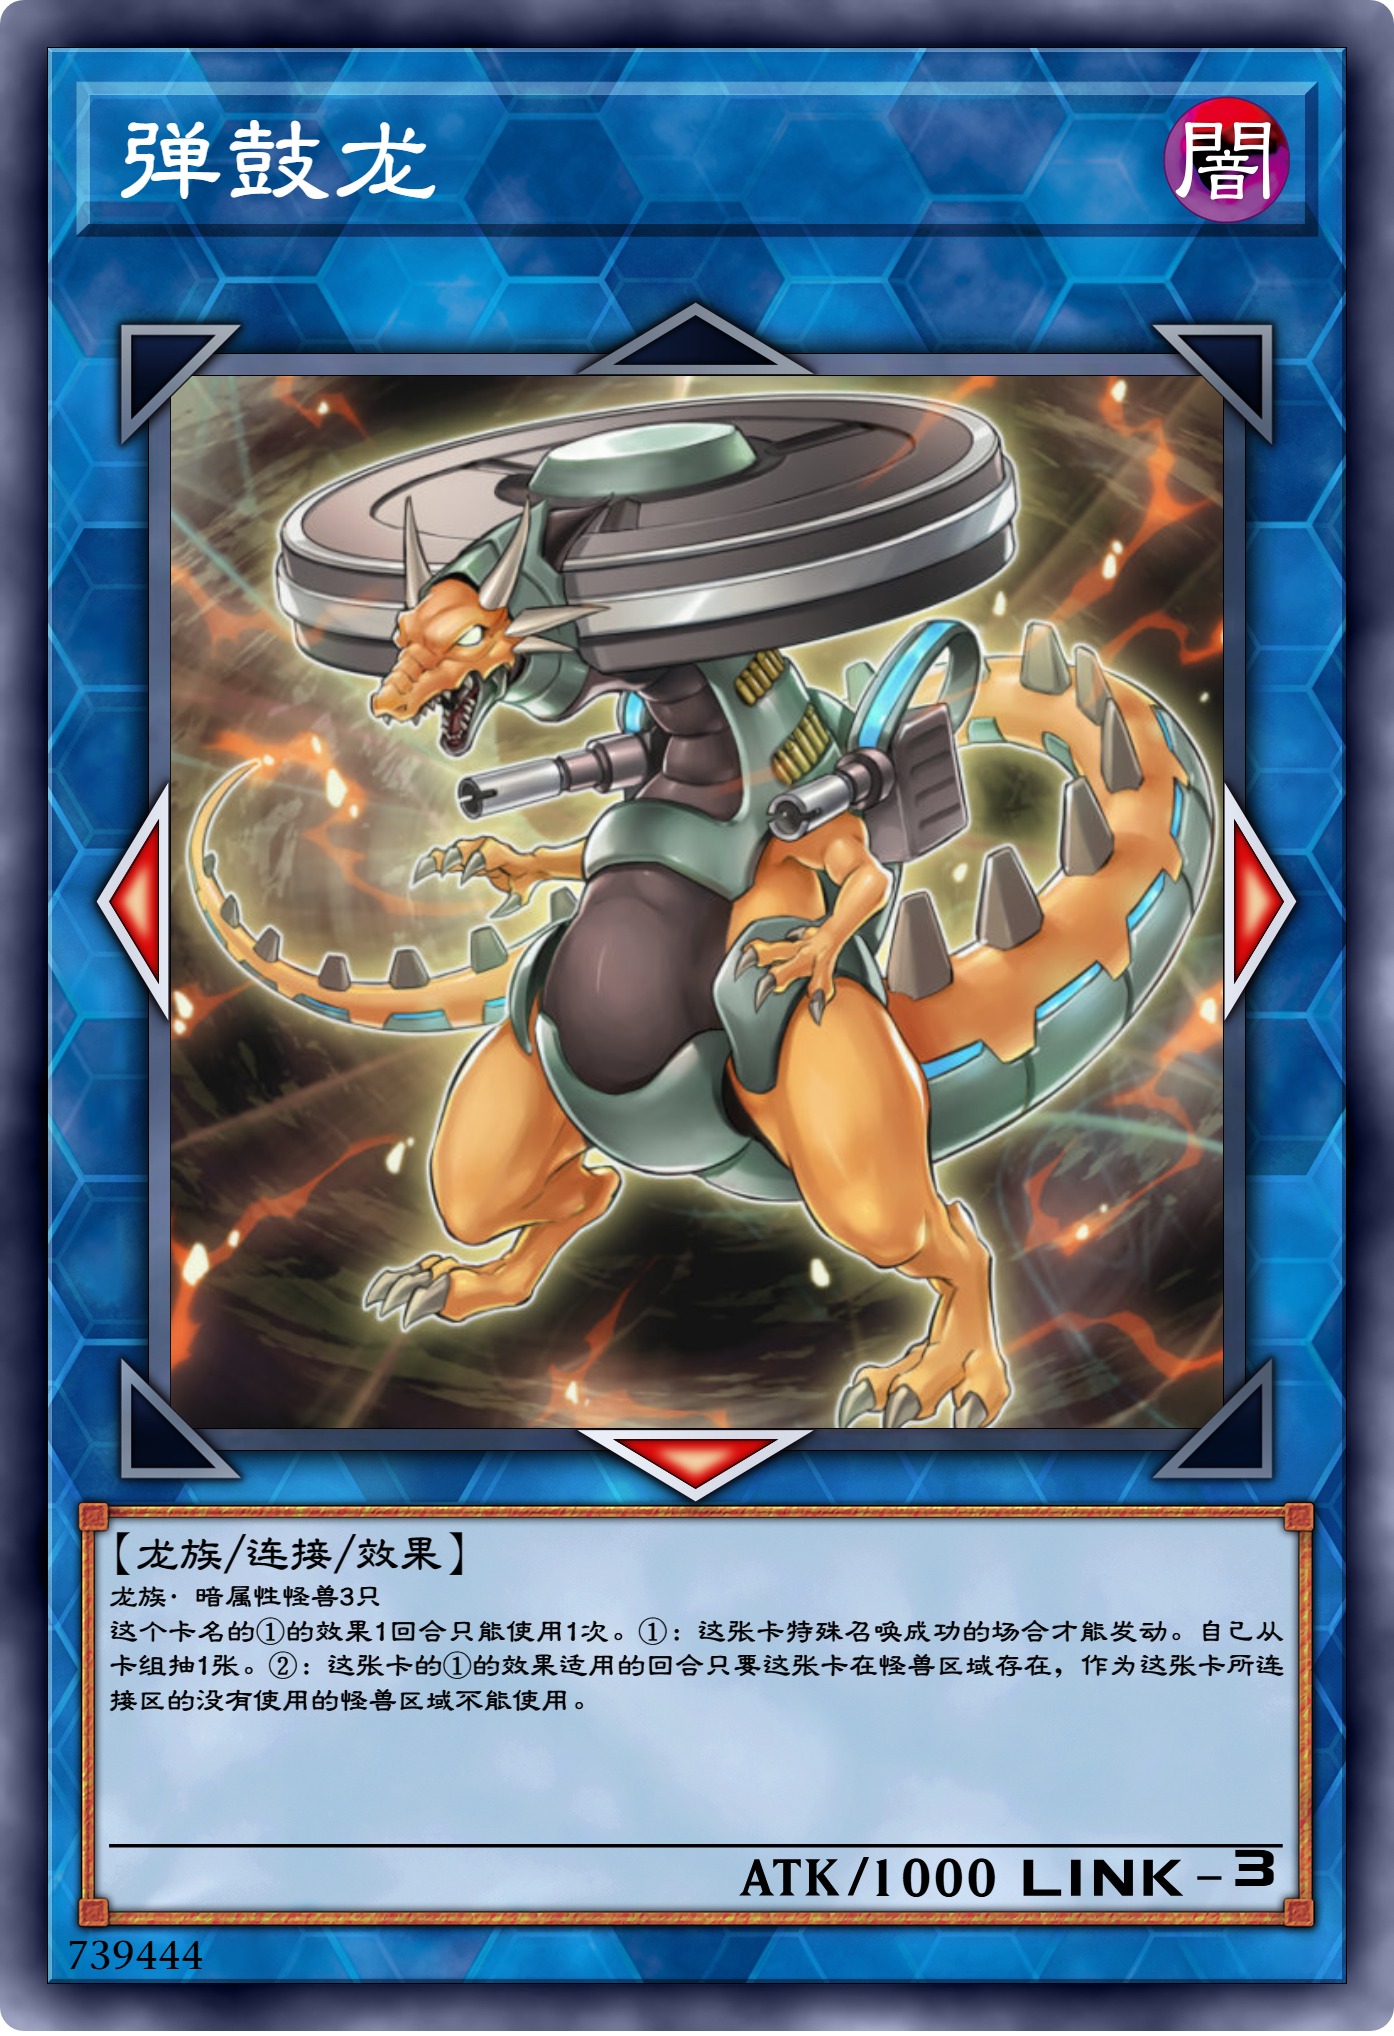 弹鼓龙
闇
【龙族/连接/效果】
龙族·暗属性怪兽3只
这个卡名的①的效果1回合只能使用1次。①：这张卡特殊召唤成功的场合才能发动。自己从
卡组抽1张。②：这张卡的①的效果适用的回合只要这张卡在怪兽区域存在，作为这张卡所连
接区的没有使用的怪兽区域不能使用。
ATK/1000 LINK-3
739444